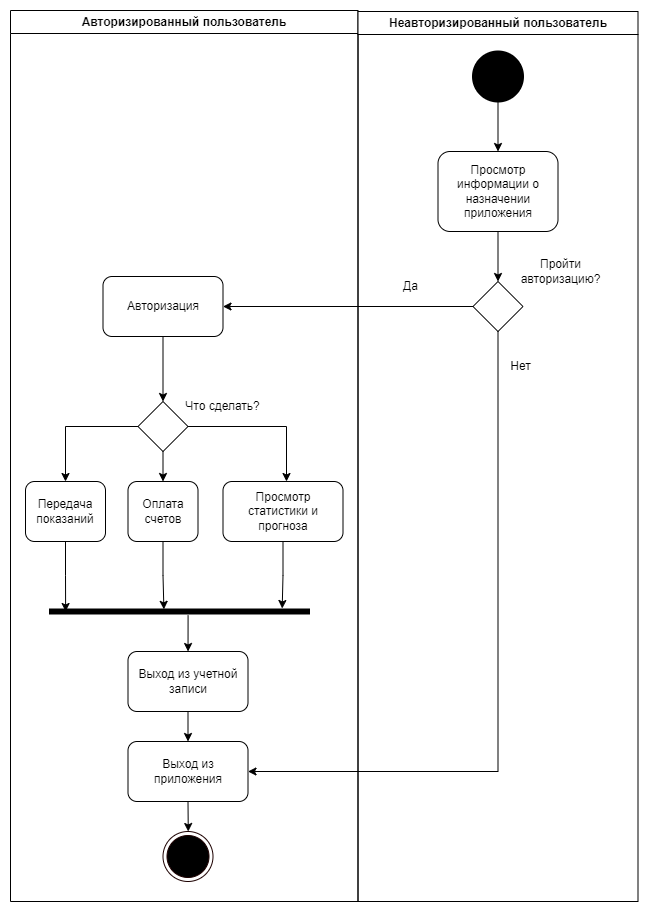 Авторизированный пользователь
Неавторизированный пользователь
Просмотр
информации о
назначении
приложения
Пройти
авторизацию?
Да
Авторизация
Нет
Что сделать?
Передача
показаний
Оплата
счетов
Просмотр
статистики и
прогноза
Выход из учетной
записи
Выход из
приложения